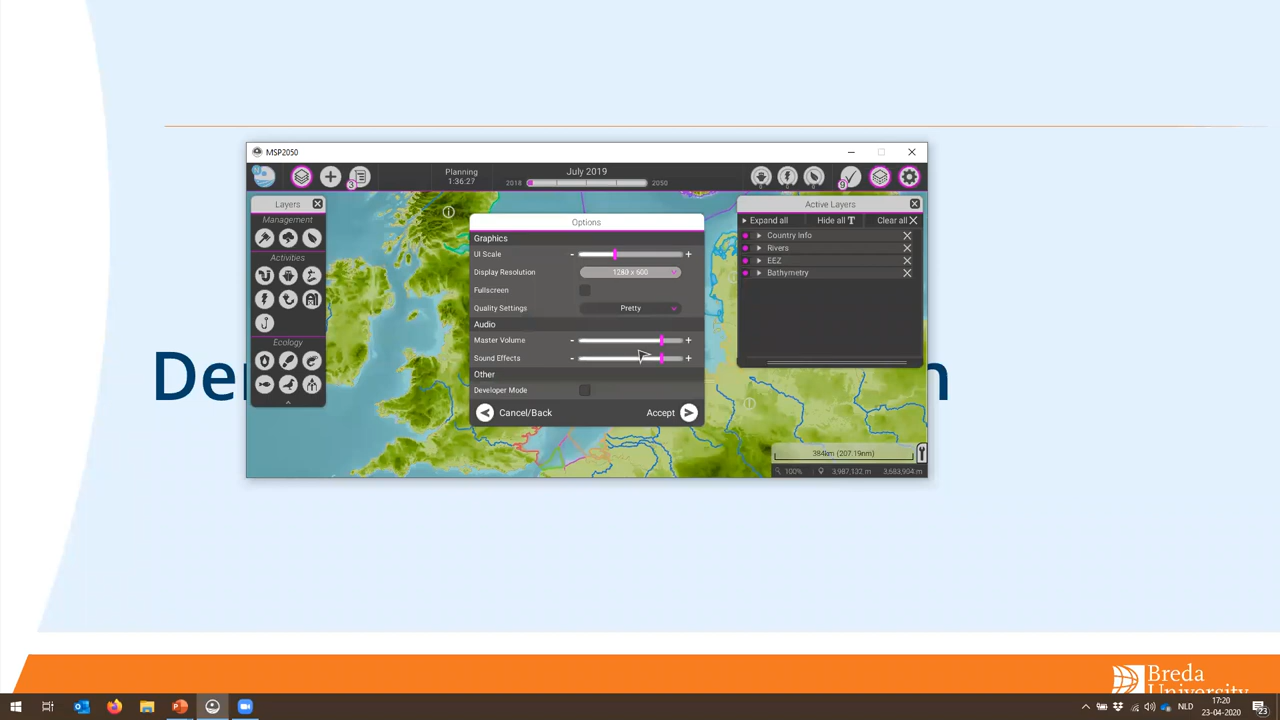 MSP2050
Planning
1:36:27
July 2019
2018
2050
3
9
Layers
Management
Activities
Ecology
Options
Graphics
UI Scale - +
Display Resolution 1280 x 600
Fullscreen
Quality Settings Pretty
Audio
Master Volume - +
Sound Effects - +
Other
Developer Mode
Cancel/Back Accept
Active Layers
Expand all Hide all T Clear all X
Country Info
Rivers
EEZ
Bathymetry
384km (207.19nm)
100% 3,987,132 m 3,683,904 m
De
n
Breda
University
NLD
17:20
23-04-2020
23